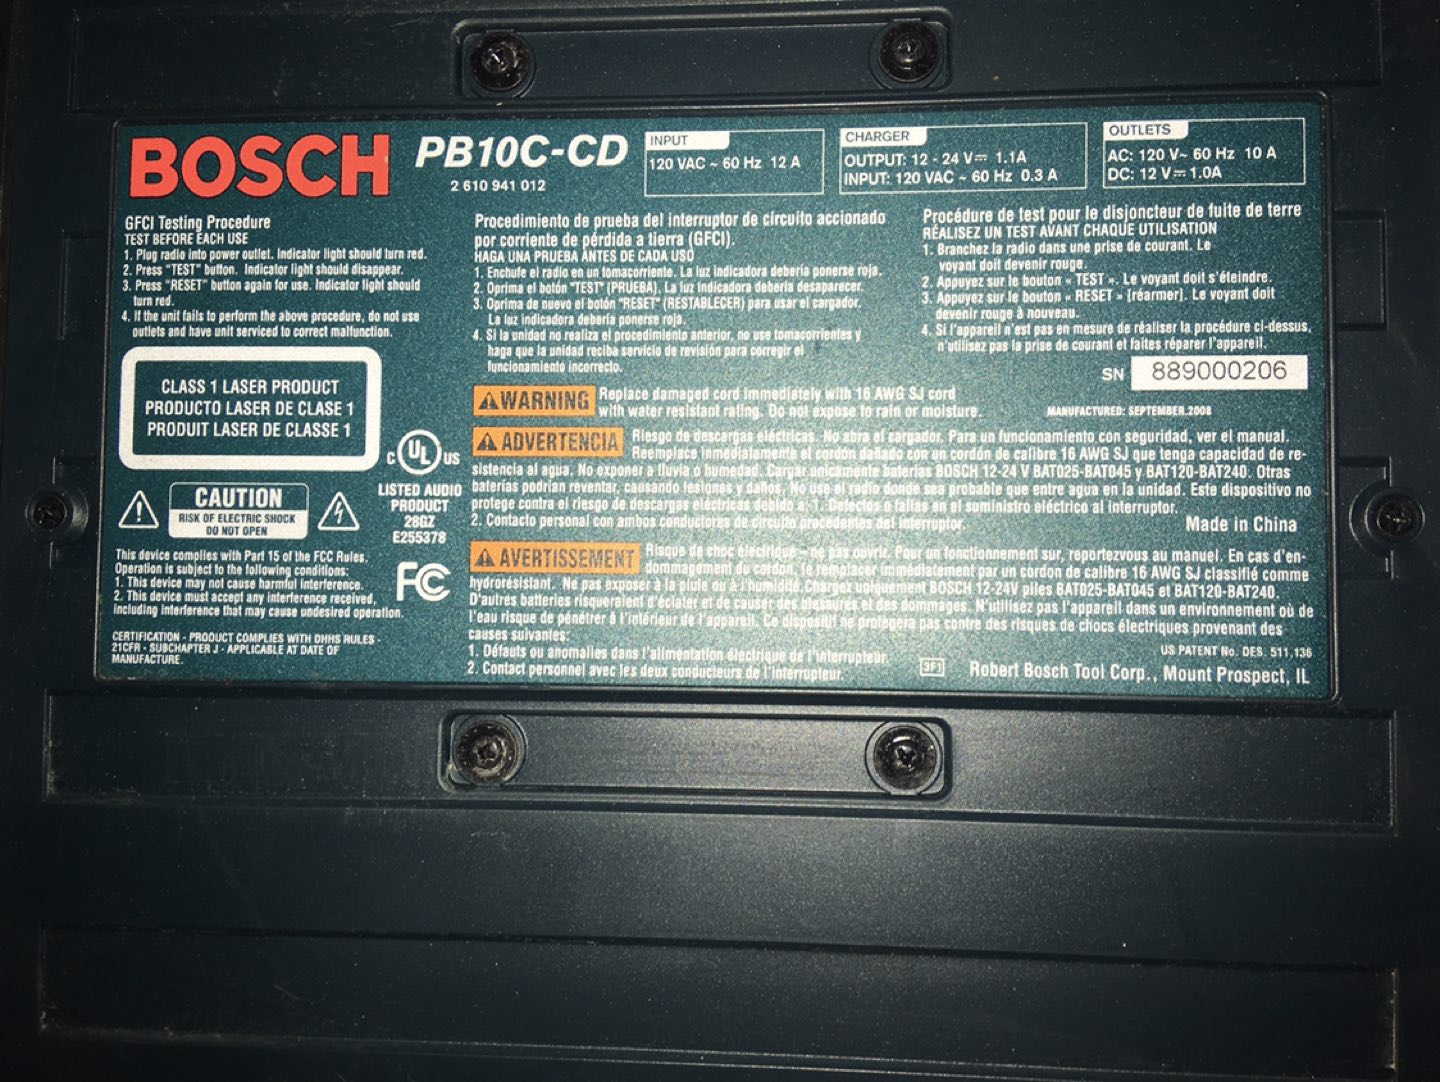 BOSCH
PB10C-CD
2 610 941 012
INPUT
120 VAC ~ 60 Hz 12 A
CHARGER
OUTPUT: 12 - 24 V⎓ 1.1A
INPUT: 120 VAC ~ 60 Hz 0.3 A
OUTLETS
AC: 120 V~ 60 Hz 10 A
DC: 12 V⎓ 1.0A
GFCI Testing Procedure
TEST BEFORE EACH USE
1. Plug radio into power outlet. Indicator light should turn red.
2. Press "TEST" button. Indicator light should disappear.
3. Press "RESET" button again for use. Indicator light should
turn red.
4. If the unit fails to perform the above procedure, do not use
outlets and have unit serviced to correct malfunction.
Procedimiento de prueba del interruptor de circuito accionado
por corriente de pérdida a tierra (GFCI).
HAGA UNA PRUEBA ANTES DE CADA USO
1. Enchufe el radio en un tomacorriente. La luz indicadora debería ponerse roja.
2. Oprima el botón "TEST" (PRUEBA). La luz indicadora debería desaparecer.
3. Oprima de nuevo el botón "RESET" (RESTABLECER) para usar el cargador.
La luz indicadora debería ponerse roja.
4. Si la unidad no realiza el procedimiento anterior, no use tomacorrientes y
haga que la unidad reciba servicio de revisión para corregir el
funcionamiento incorrecto.
Procédure de test pour le disjoncteur de fuite de terre
RÉALISEZ UN TEST AVANT CHAQUE UTILISATION
1. Branchez la radio dans une prise de courant. Le
voyant doit devenir rouge.
2. Appuyez sur le bouton « TEST ». Le voyant doit s'éteindre.
3. Appuyez sur le bouton « RESET » [réarmer]. Le voyant doit
devenir rouge à nouveau.
4. Si l'appareil n'est pas en mesure de réaliser la procédure ci-dessus,
n'utilisez pas la prise de courant et faites réparer l'appareil.
SN 889000206
MANUFACTURED: SEPTEMBER.2008
CLASS 1 LASER PRODUCT
PRODUCTO LASER DE CLASE 1
PRODUIT LASER DE CLASSE 1
C UL US
LISTED AUDIO
PRODUCT
28GZ
E255378
CAUTION
RISK OF ELECTRIC SHOCK
DO NOT OPEN
This device complies with Part 15 of the FCC Rules.
Operation is subject to the following conditions:
1. This device may not cause harmful interference.
2. This device must accept any interference received,
including interference that may cause undesired operation.
FC
CERTIFICATION - PRODUCT COMPLIES WITH DHHS RULES -
21CFR - SUBCHAPTER J - APPLICABLE AT DATE OF
MANUFACTURE.
WARNING Replace damaged cord immediately with 16 AWG SJ cord
with water resistant rating. Do not expose to rain or moisture.
ADVERTENCIA Riesgo de descargas eléctricas. No abra el cargador. Para un funcionamiento con seguridad, ver el manual.
Reemplace inmediatamente el cordón dañado con un cordón de calibre 16 AWG SJ que tenga capacidad de re-
sistencia al agua. No exponer a lluvia o humedad. Cargar unicamente baterías BOSCH 12-24 V BAT025-BAT045 y BAT120-BAT240. Otras
baterías podrían reventar, causando lesiones y daños. No use el radio donde sea probable que entre agua en la unidad. Este dispositivo no
protege contra el riesgo de descargas eléctricas debido a: 1. Defectos o fallas en el suministro eléctrico al interruptor.
2. Contacto personal con ambos conductores de circuito procedentes del interruptor.
Made in China
AVERTISSEMENT Risque de choc électrique – ne pas ouvrir. Pour un fonctionnement sur, reportezvous au manuel. En cas d'en-
dommagement du cordon, le remplacer immédiatement par un cordon de calibre 16 AWG SJ classifié comme
hydrorésistant. Ne pas exposer à la pluie ou à l'humidité. Chargez uniquement BOSCH 12-24V piles BAT025-BAT045 et BAT120-BAT240.
D'autres batteries risqueraient d'éclater et de causer des blessures et des dommages. N'utilisez pas l'appareil dans un environnement où de
l'eau risque de pénétrer à l'intérieur de l'appareil. Ce dispositif ne protégera pas contre des risques de chocs électriques provenant des
causes suivantes:
1. Défauts ou anomalies dans l'alimentation électrique de l'interrupteur.
2. Contact personnel avec les deux conducteurs de l'interrupteur.
US PATENT No. DES. 511,136
3F1
Robert Bosch Tool Corp., Mount Prospect, IL